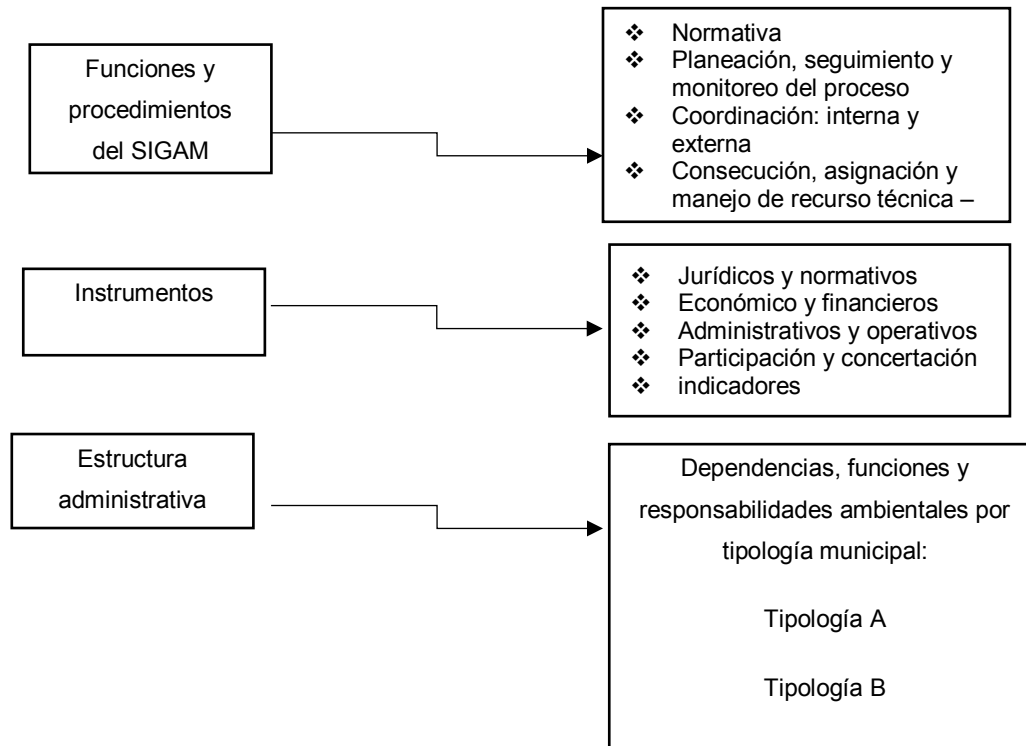 Funciones y
procedimientos
del SIGAM
❖ Normativa
❖ Planeación, seguimiento y
monitoreo del proceso
❖ Coordinación: interna y
externa
❖ Consecución, asignación y
manejo de recurso técnica –
Instrumentos
❖ Jurídicos y normativos
❖ Económico y financieros
❖ Administrativos y operativos
❖ Participación y concertación
❖ indicadores
Estructura
administrativa
Dependencias, funciones y
responsabilidades ambientales por
tipología municipal:
Tipología A
Tipología B